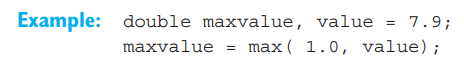 Example: double maxvalue, value = 7.9;
maxvalue = max( 1.0, value);